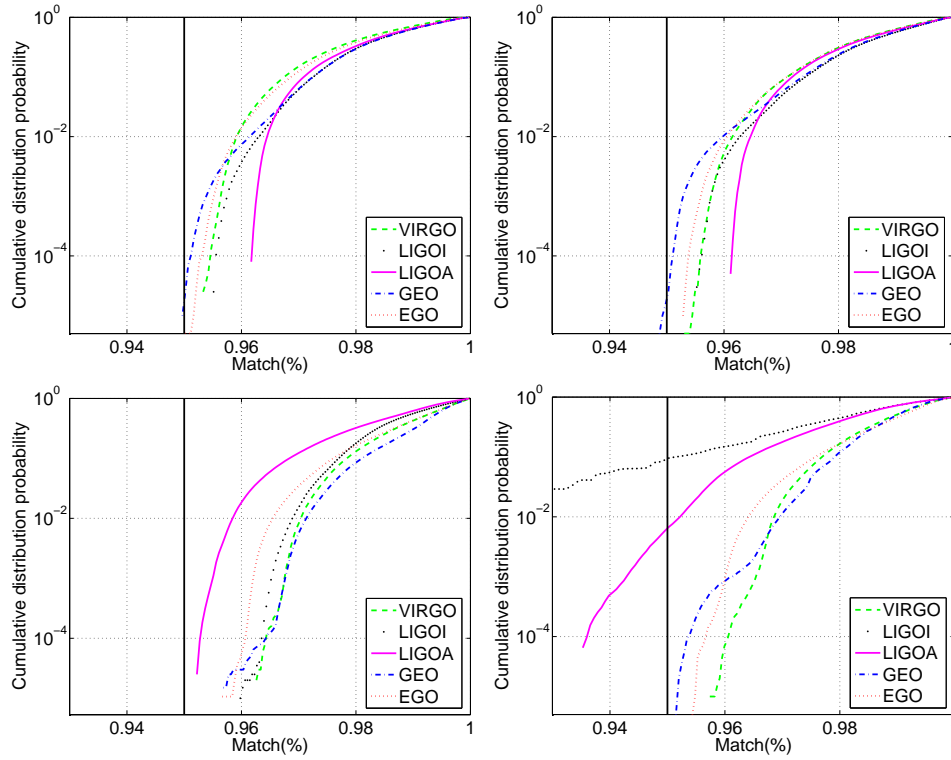 Cumulative distribution probability
10^0
10^-2
10^-4
0.94 0.96 0.98 1
Match(%)
VIRGO
LIGOI
LIGOA
GEO
EGO
Cumulative distribution probability
10^0
10^-2
10^-4
0.94 0.96 0.98
Match(%)
VIRGO
LIGOI
LIGOA
GEO
EGO
Cumulative distribution probability
10^0
10^-2
10^-4
0.94 0.96 0.98 1
Match(%)
VIRGO
LIGOI
LIGOA
GEO
EGO
Cumulative distribution probability
10^0
10^-2
10^-4
0.94 0.96 0.98
Match(%)
VIRGO
LIGOI
LIGOA
GEO
EGO